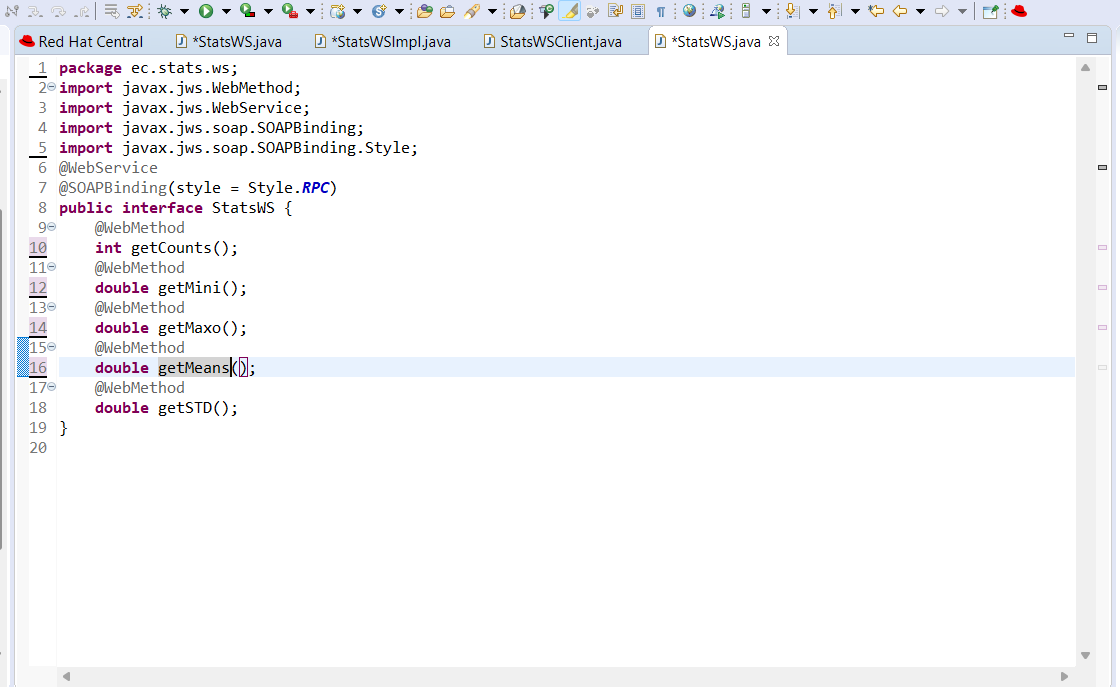 Red Hat Central
*StatsWS.java
*StatsWSImpl.java
StatsWSClient.java
*StatsWS.java
1 package ec.stats.ws;
2 import javax.jws.WebMethod;
3 import javax.jws.WebService;
4 import javax.jws.soap.SOAPBinding;
5 import javax.jws.soap.SOAPBinding.Style;
6 @WebService
7 @SOAPBinding(style = Style.RPC)
8 public interface StatsWS {
9 @WebMethod
10 int getCounts();
11 @WebMethod
12 double getMini();
13 @WebMethod
14 double getMaxo();
15 @WebMethod
16 double getMeans();
17 @WebMethod
18 double getSTD();
19 }
20